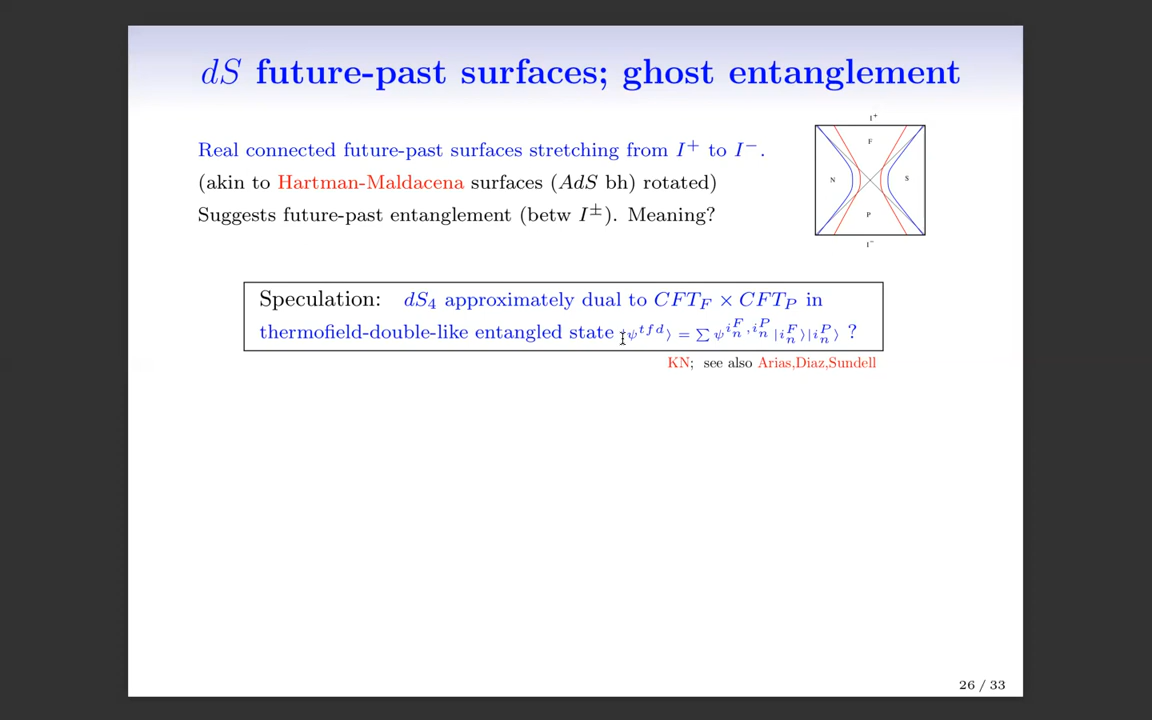 dS future-past surfaces; ghost entanglement
Real connected future-past surfaces stretching from I⁺ to I⁻.
(akin to Hartman-Maldacena surfaces (AdS bh) rotated)
Suggests future-past entanglement (betw I^±). Meaning?
I⁺
F
N
S
P
I⁻
Speculation: dS₄ approximately dual to CFT_F × CFT_P in
thermofield-double-like entangled state |ψ^{tfd}⟩ = ∑ ψ^{i_n^F, i_n^P} |i_n^F⟩|i_n^P⟩ ?
KN; see also Arias,Diaz,Sundell
26 / 33